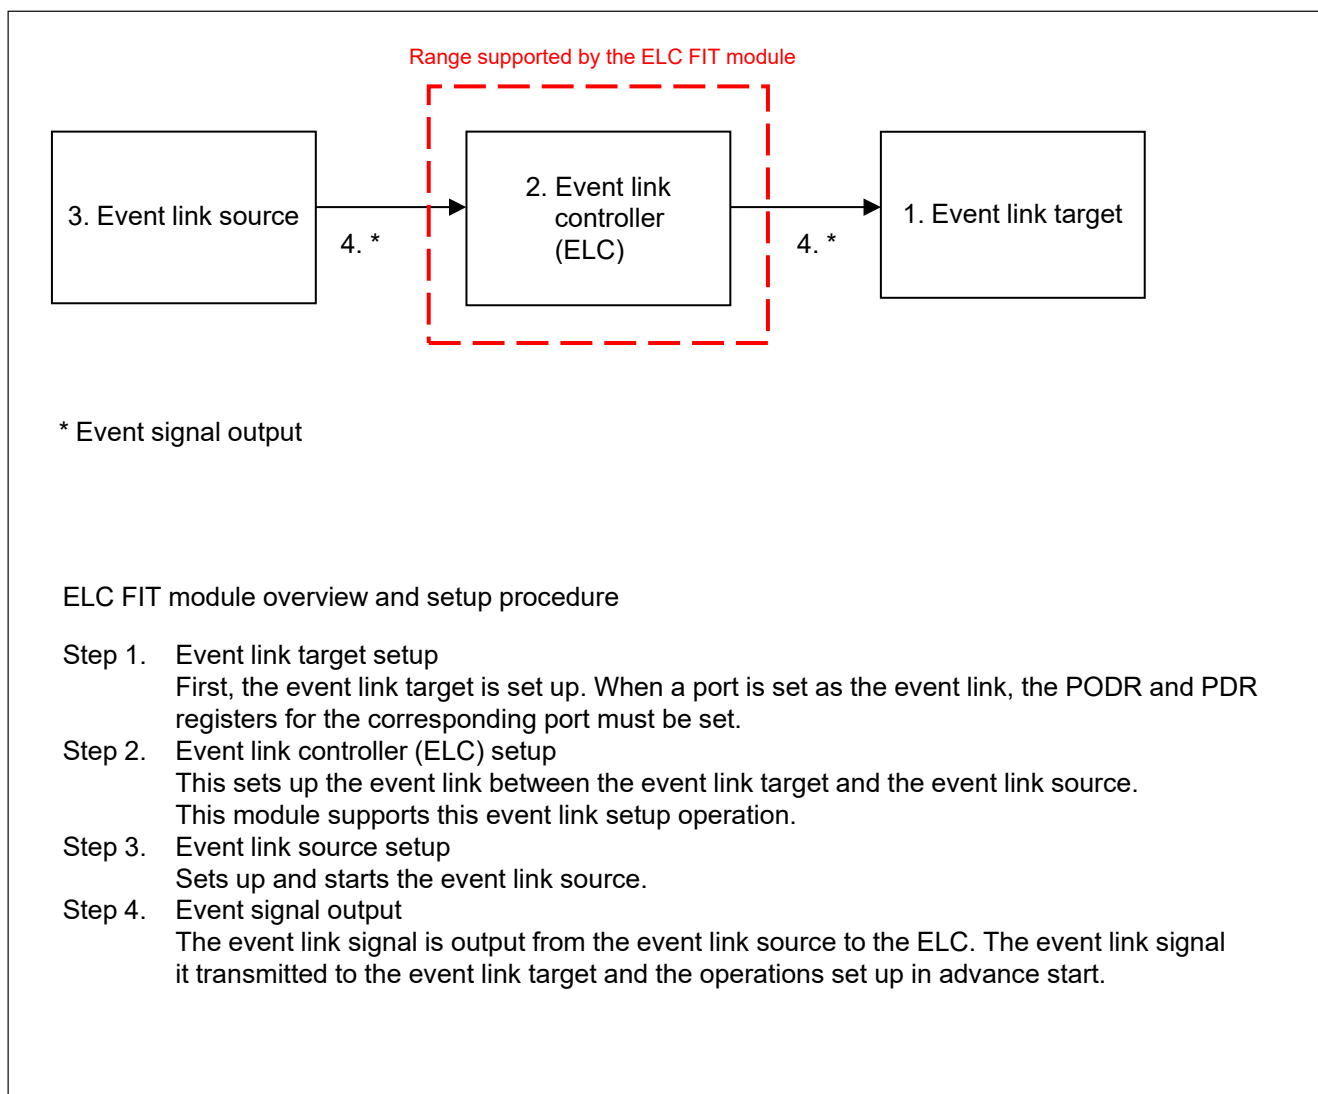 Range supported by the ELC FIT module
3. Event link source
4. *
2. Event link
controller
(ELC)
4. *
1. Event link target
* Event signal output
ELC FIT module overview and setup procedure
Step 1. Event link target setup
First, the event link target is set up. When a port is set as the event link, the PODR and PDR
registers for the corresponding port must be set.
Step 2. Event link controller (ELC) setup
This sets up the event link between the event link target and the event link source.
This module supports this event link setup operation.
Step 3. Event link source setup
Sets up and starts the event link source.
Step 4. Event signal output
The event link signal is output from the event link source to the ELC. The event link signal
it transmitted to the event link target and the operations set up in advance start.